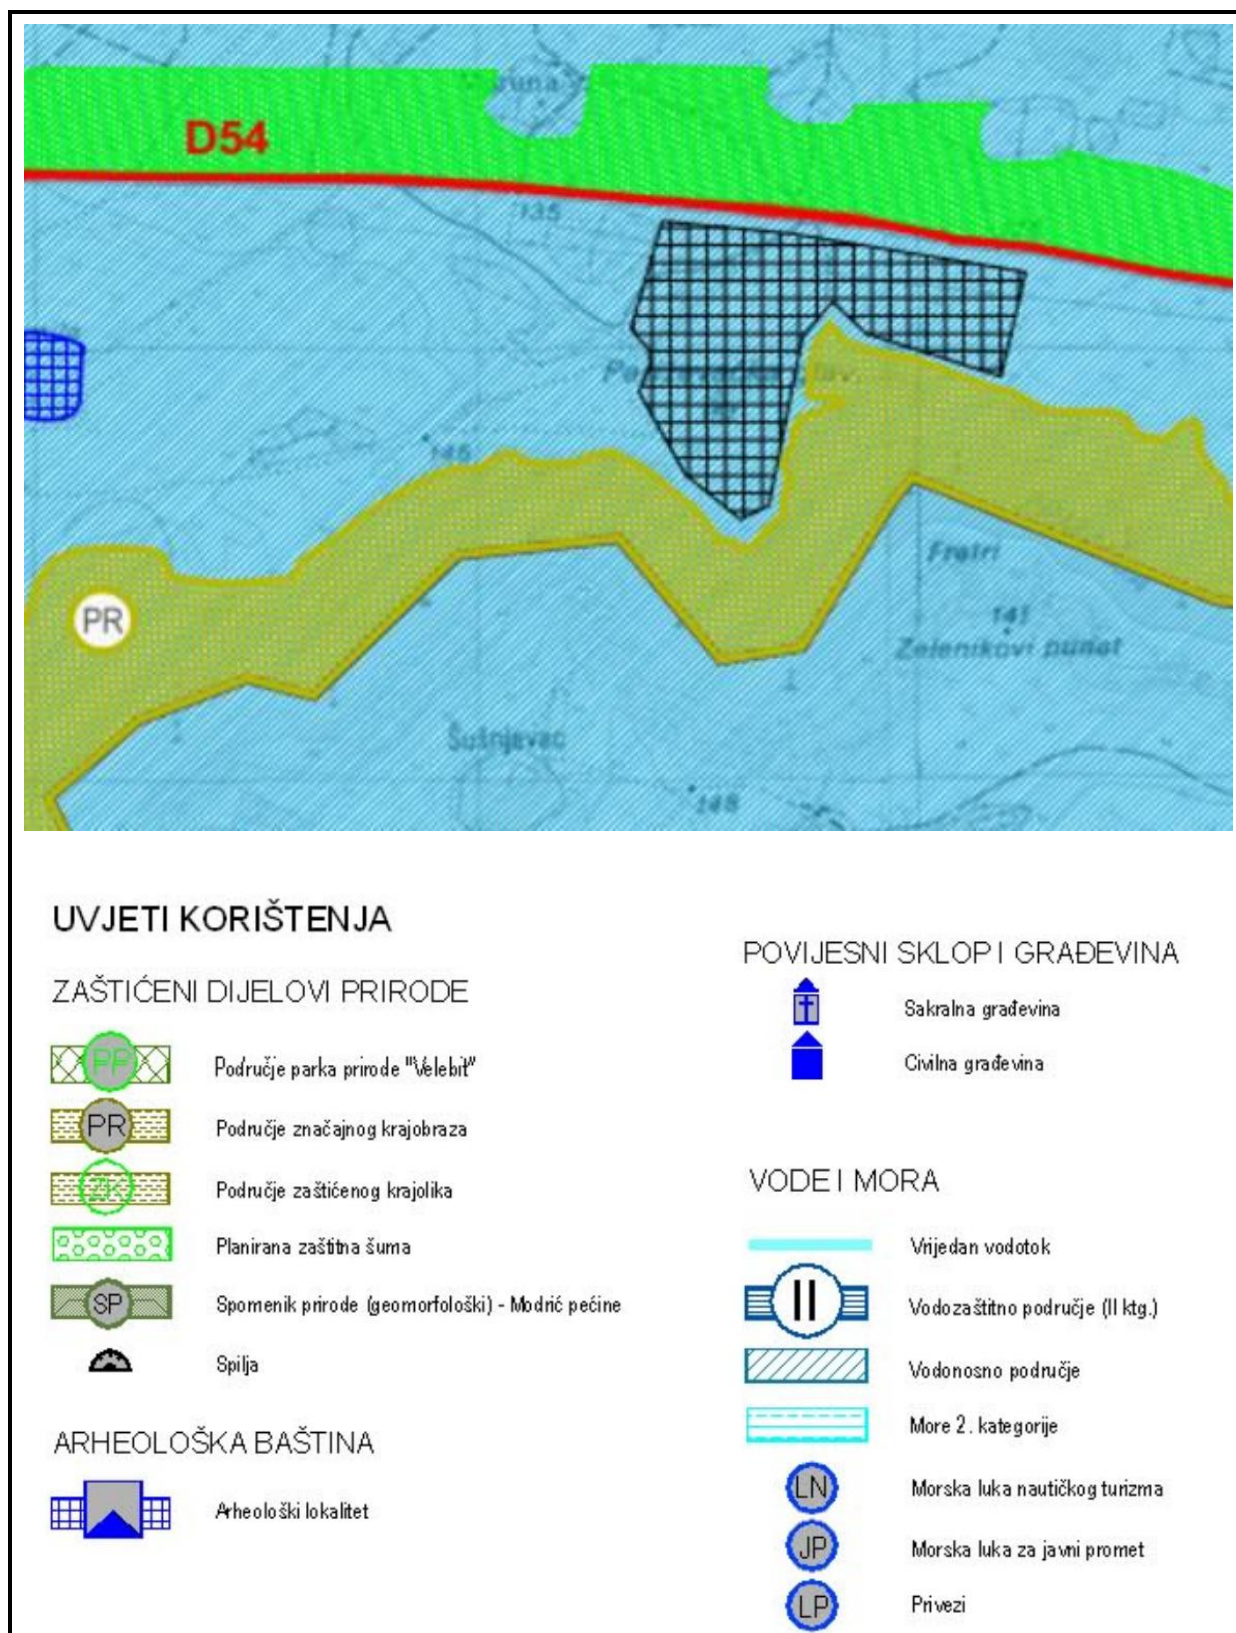 D54
135
145
PR
Fratri
141
Zelenikovi punat
Šušnjevac
148
UVJETI KORIŠTENJA
ZAŠTIĆENI DIJELOVI PRIRODE
PP
Područje parka prirode "Velebit"
PR
Područje značajnog krajobraza
ZK
Područje zaštićenog krajolika
Planirana zaštitna šuma
SP
Spomenik prirode (geomorfološki) - Modrić pećine
Spilja
ARHEOLOŠKA BAŠTINA
Arheološki lokalitet
POVIJESNI SKLOP I GRAĐEVINA
Sakralna građevina
Civilna građevina
VODE I MORA
Vrijedan vodotok
II
Vodozaštitno područje (II ktg.)
Vodonosno područje
More 2. kategorije
LN
Morska luka nautičkog turizma
JP
Morska luka za javni promet
LP
Privezi